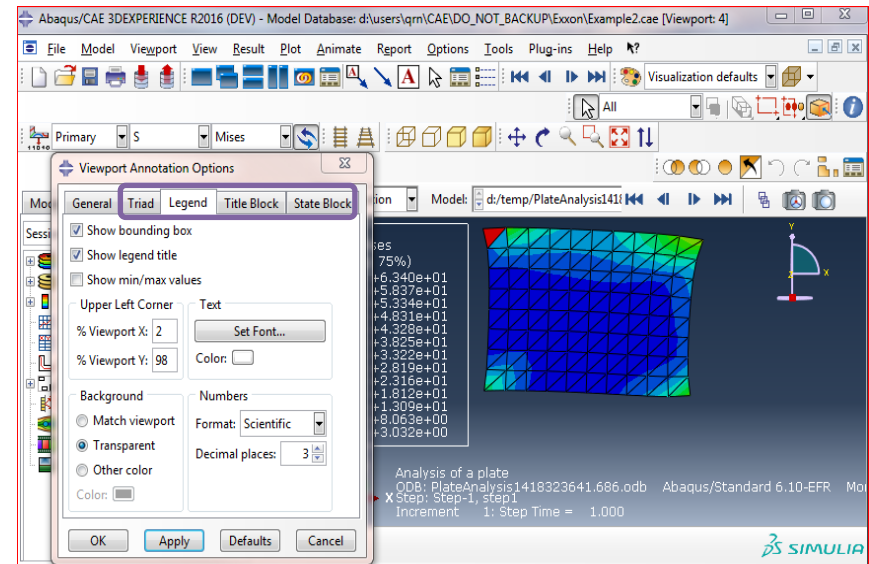 Abaqus/CAE 3DEXPERIENCE R2016 (DEV) - Model Database: d:\users\qrn\CAE\DO_NOT_BACKUP\Exxon\Example2.cae [Viewport: 4]
File Model Viewport View Result Plot Animate Report Options Tools Plug-ins Help
Visualization defaults
All
Primary S Mises
Viewport Annotation Options
Model: d:/temp/PlateAnalysis1418
General Triad Legend Title Block State Block
Show bounding box
Show legend title
Show min/max values
Upper Left Corner
% Viewport X: 2
% Viewport Y: 98
Text
Set Font...
Color:
Background
Match viewport
Transparent
Other color
Color:
Numbers
Format: Scientific
Decimal places: 3
OK Apply Defaults Cancel
75%)
+6.340e+01
+5.837e+01
+5.334e+01
+4.831e+01
+4.328e+01
+3.825e+01
+3.322e+01
+2.819e+01
+2.316e+01
+1.812e+01
+1.309e+01
+8.063e+00
+3.032e+00
Y
Z X
Analysis of a plate
ODB: PlateAnalysis1418323641.686.odb Abaqus/Standard 6.10-EFR
X Step: Step-1, step1
Increment 1: Step Time = 1.000
SIMULIA